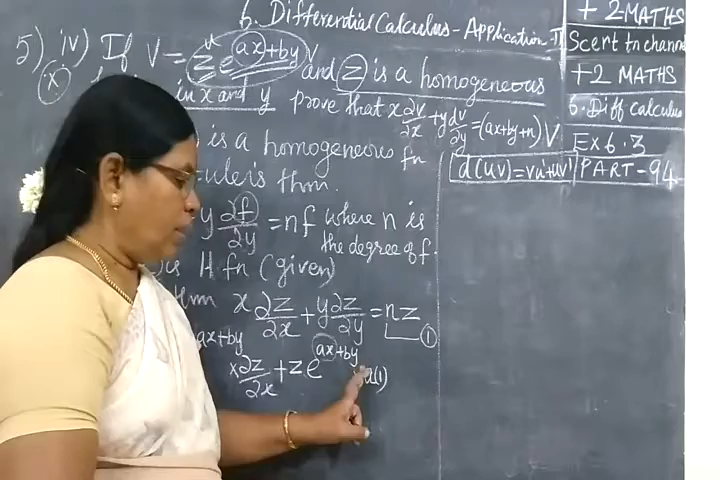 6. Differential Calculus - Application II
5) iv) If V = z e^(ax+by) and z is a homogeneous
(x) in x and y prove that x ∂v/∂x + y ∂v/∂y = (ax+by+n) V
is a homogeneous fn
thm.
y ∂f/∂y = nf where n is
the degree of f.
is H fn (given)
thm x ∂z/∂x + y ∂z/∂y = nz
①
ax+by
x ∂z/∂x + z e^(ax+by) a(1)
+ 2-MATHS
Scert tn channel
+2 MATHS
6. Diff calculus
Ex 6.3
d(uv) = vu' + uv' PART - 94